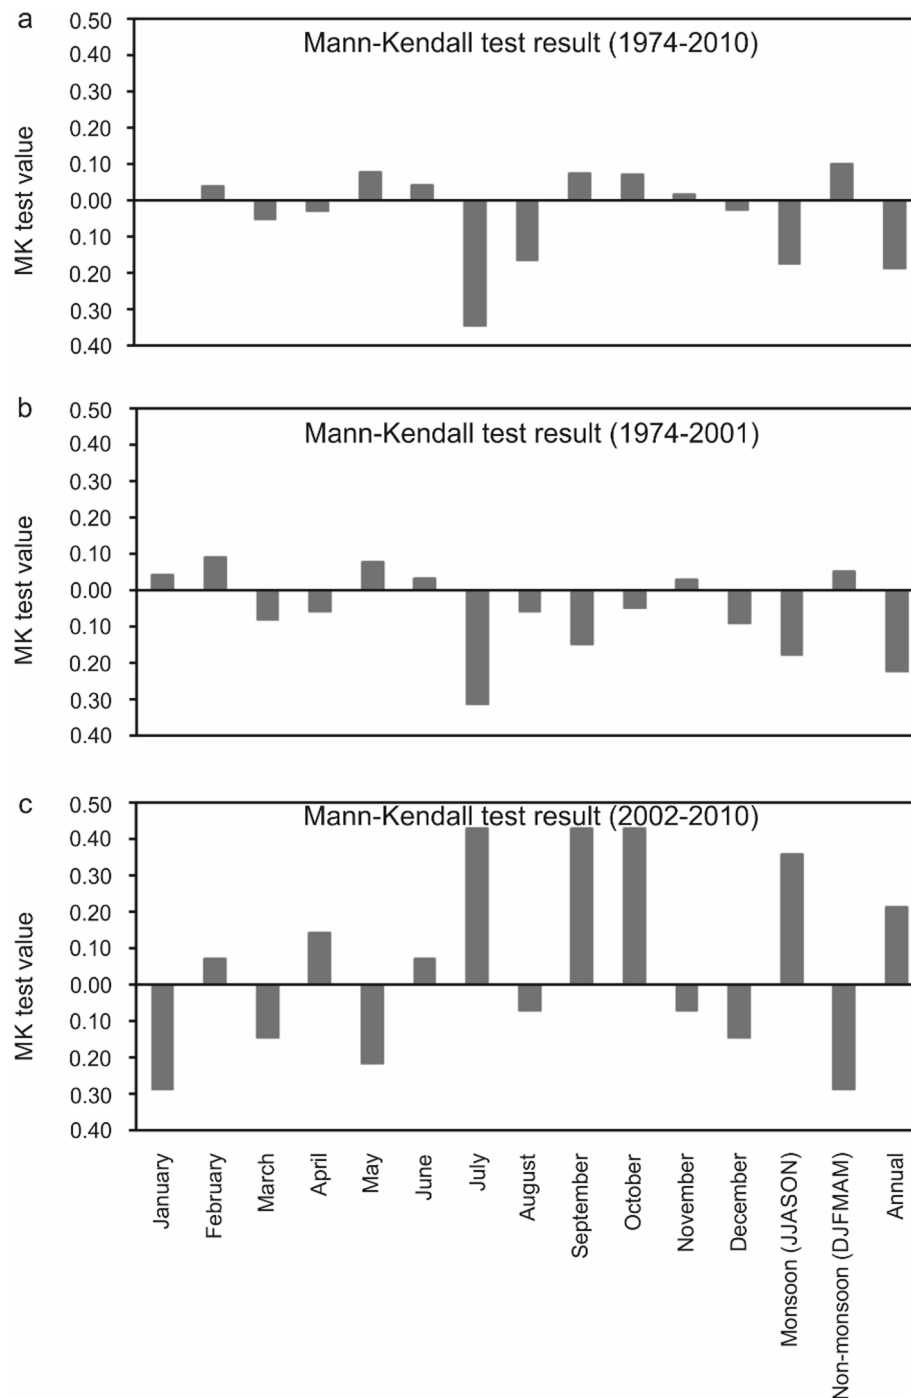 a
Mann-Kendall test result (1974-2010)
MK test value
0.50
0.40
0.30
0.20
0.10
0.00
0.10
0.20
0.30
0.40
b
Mann-Kendall test result (1974-2001)
MK test value
0.50
0.40
0.30
0.20
0.10
0.00
0.10
0.20
0.30
0.40
c
Mann-Kendall test result (2002-2010)
MK test value
0.50
0.40
0.30
0.20
0.10
0.00
0.10
0.20
0.30
0.40
January
February
March
April
May
June
July
August
September
October
November
December
Monsoon (JJASON)
Non-monsoon (DJFMAM)
Annual